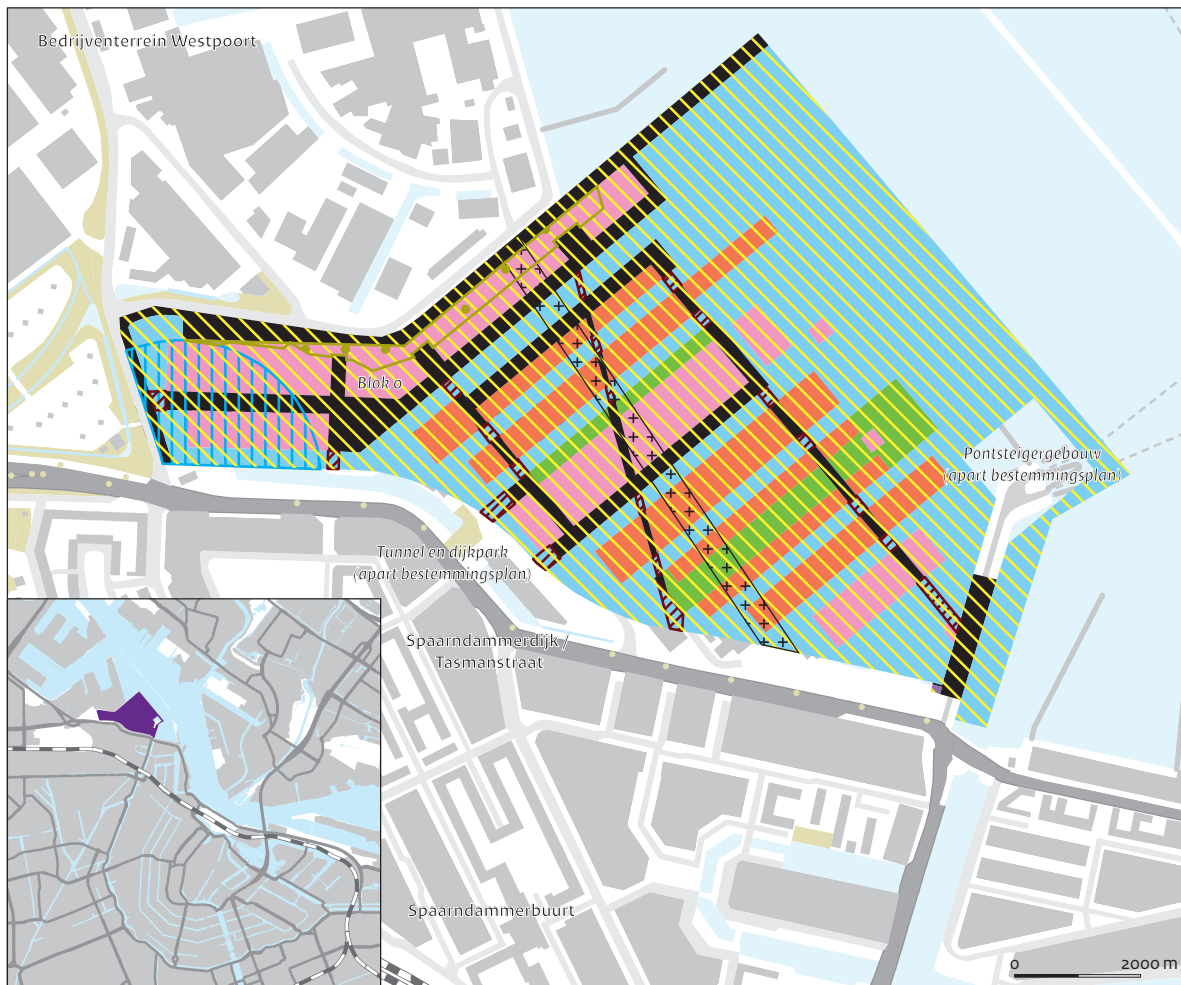 Bedrijventerrein Westpoort
Blok 0
Pontsteigergebouw
(apart bestemmingsplan)
Tunnel en dijkpark
(apart bestemmingsplan)
Spaarndammerdijk /
Tasmanstraat
Spaarndammerbuurt
0 2000 m